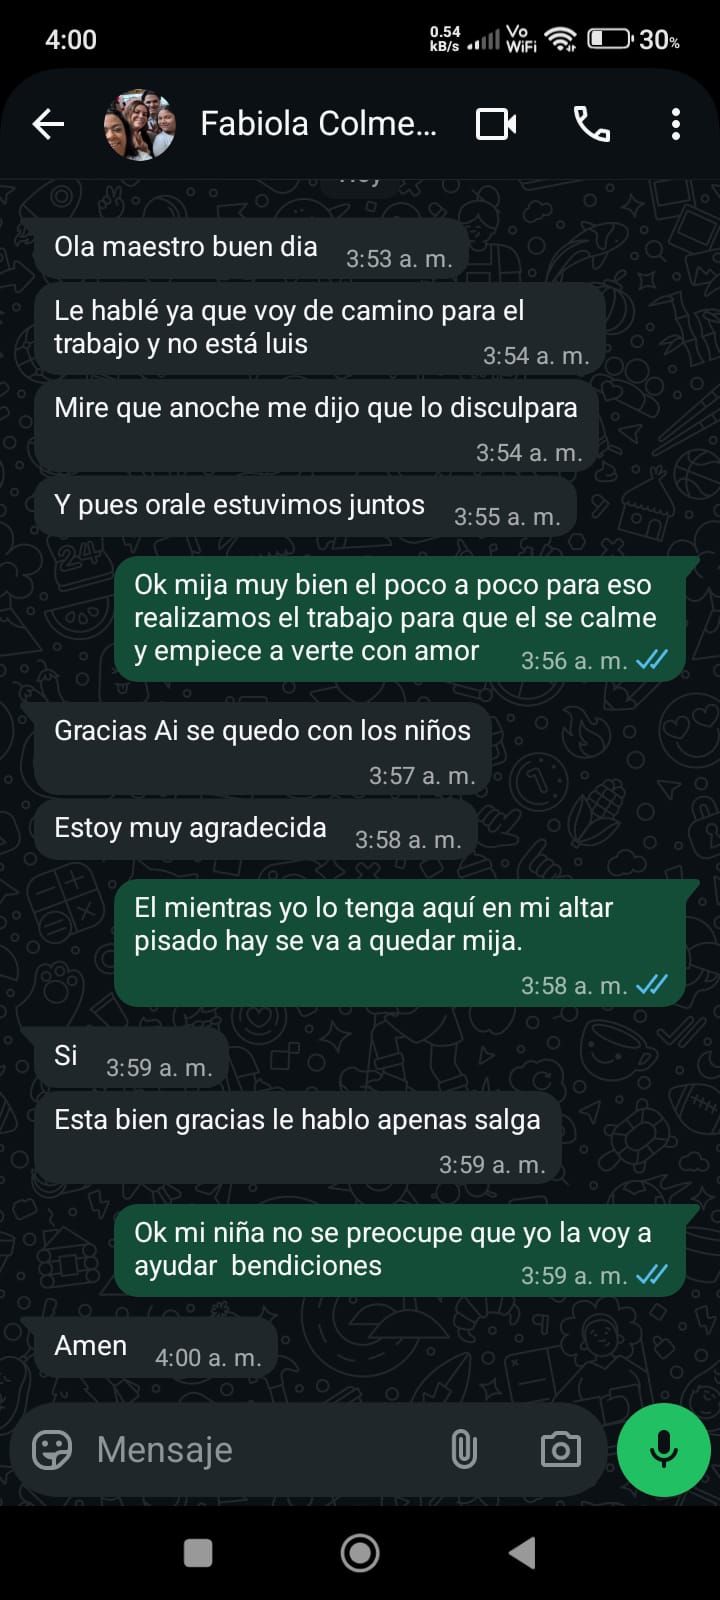 4:00
0.54
kB/s
Vo
WiFi
30%
Fabiola Colme...
Hoy
Ola maestro buen dia 3:53 a. m.
Le hablé ya que voy de camino para el
trabajo y no está luis 3:54 a. m.
Mire que anoche me dijo que lo disculpara
3:54 a. m.
Y pues orale estuvimos juntos 3:55 a. m.
Ok mija muy bien el poco a poco para eso
realizamos el trabajo para que el se calme
y empiece a verte con amor 3:56 a. m.
Gracias Ai se quedo con los niños
3:57 a. m.
Estoy muy agradecida 3:58 a. m.
El mientras yo lo tenga aquí en mi altar
pisado hay se va a quedar mija.
3:58 a. m.
Si 3:59 a. m.
Esta bien gracias le hablo apenas salga
3:59 a. m.
Ok mi niña no se preocupe que yo la voy a
ayudar bendiciones 3:59 a. m.
Amen 4:00 a. m.
Mensaje